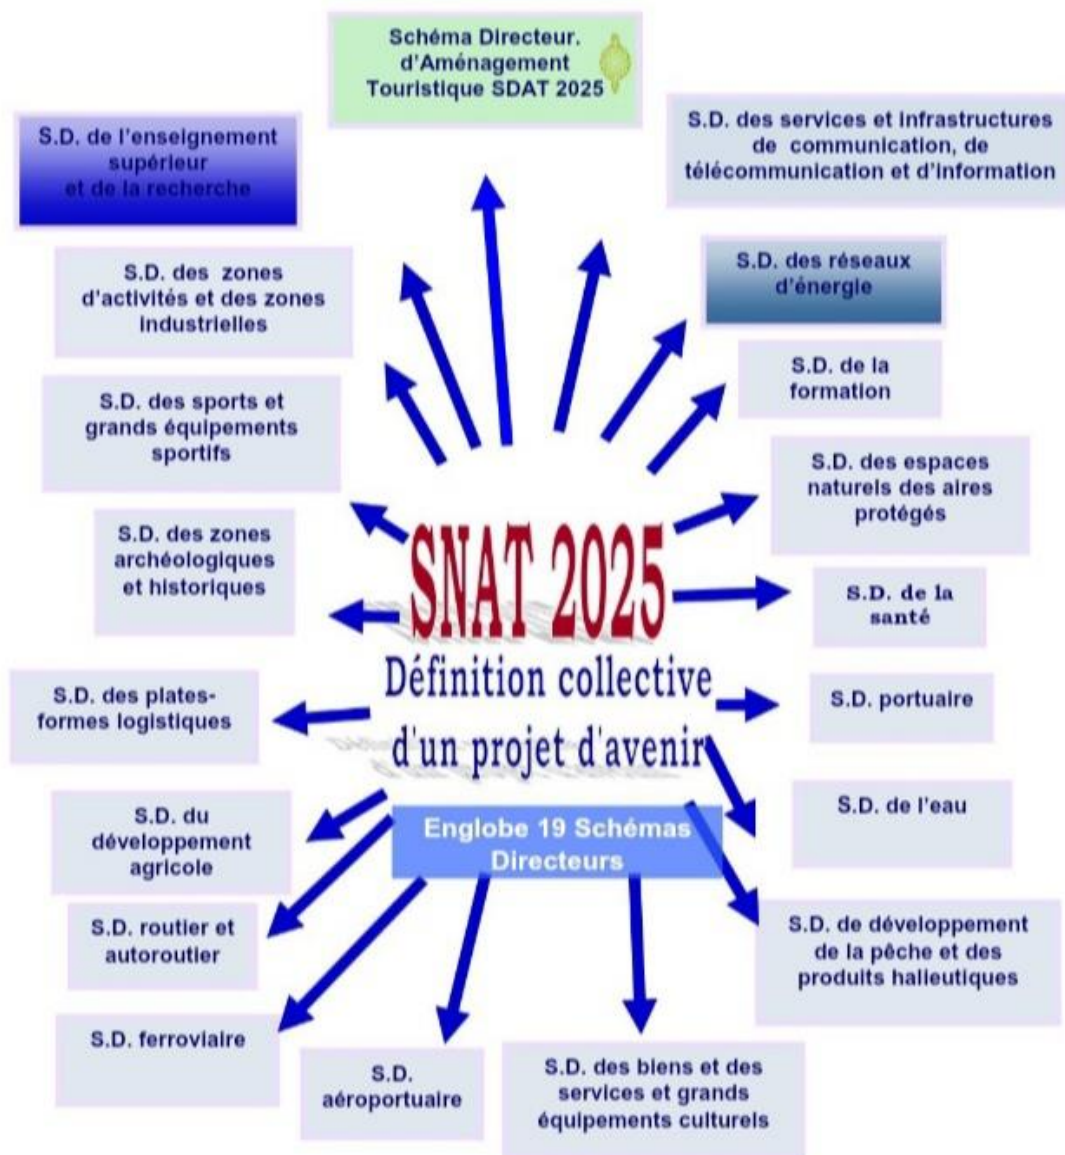 Schéma Directeur.
d'Aménagement
Touristique SDAT 2025
S.D. de l'enseignement
supérieur
et de la recherche
S.D. des services et infrastructures
de communication, de
télécommunication et d'information
S.D. des zones
d'activités et des zones
industrielles
S.D. des réseaux
d'énergie
S.D. de la
formation
S.D. des sports et
grands équipements
sportifs
S.D. des espaces
naturels des aires
protégés
S.D. des zones
archéologiques
et historiques
SNAT 2025
Définition collective
d'un projet d'avenir
S.D. de la
santé
S.D. des plates-
formes logistiques
S.D. portuaire
S.D. de l'eau
S.D. du
développement
agricole
Englobe 19 Schémas
Directeurs
S.D. routier et
autoroutier
S.D. de développement
de la pêche et des
produits halieutiques
S.D. ferroviaire
S.D.
aéroportuaire
S.D. des biens et des
services et grands
équipements culturels